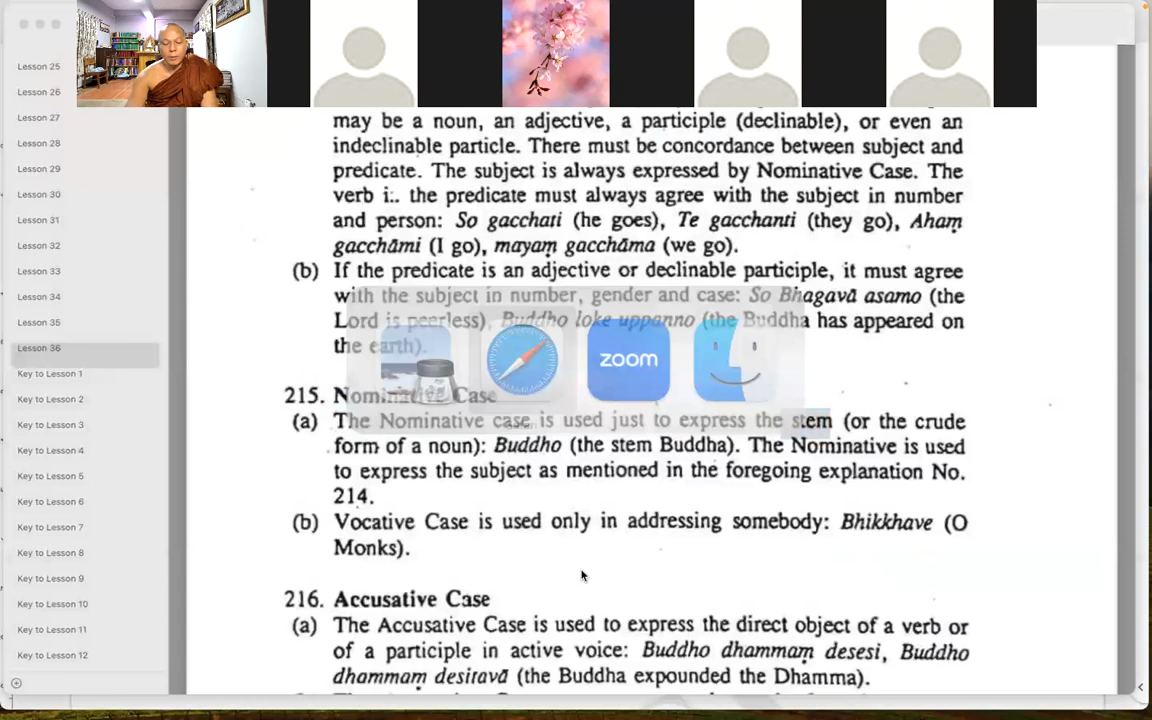 Lesson 25
Lesson 26
Lesson 27
Lesson 28
Lesson 29
Lesson 30
Lesson 31
Lesson 32
Lesson 33
Lesson 34
Lesson 35
Lesson 36
Key to Lesson 1
Key to Lesson 2
Key to Lesson 3
Key to Lesson 4
Key to Lesson 5
Key to Lesson 6
Key to Lesson 7
Key to Lesson 8
Key to Lesson 9
Key to Lesson 10
Key to Lesson 11
Key to Lesson 12
may be a noun, an adjective, a participle (declinable), or even an
indeclinable particle. There must be concordance between subject and
predicate. The subject is always expressed by Nominative Case. The
verb i:. the predicate must always agree with the subject in number
and person: So gacchati (he goes), Te gacchanti (they go), Ahaṃ
gacchāmi (I go), mayaṃ gacchāma (we go).
(b) If the predicate is an adjective or declinable participle, it must agree
with the subject in number, gender and case: So Bhagavā asamo (the
Lord is peerless), Buddho loke uppanno (the Buddha has appeared on
the earth).
zoom
215. Nominative Case
(a) The Nominative case is used just to express the stem (or the crude
form of a noun): Buddho (the stem Buddha). The Nominative is used
to express the subject as mentioned in the foregoing explanation No.
214.
(b) Vocative Case is used only in addressing somebody: Bhikkhave (O
Monks).
216. Accusative Case
(a) The Accusative Case is used to express the direct object of a verb or
of a participle in active voice: Buddho dhammaṃ desesi, Buddho
dhammaṃ desitavā (the Buddha expounded the Dhamma).